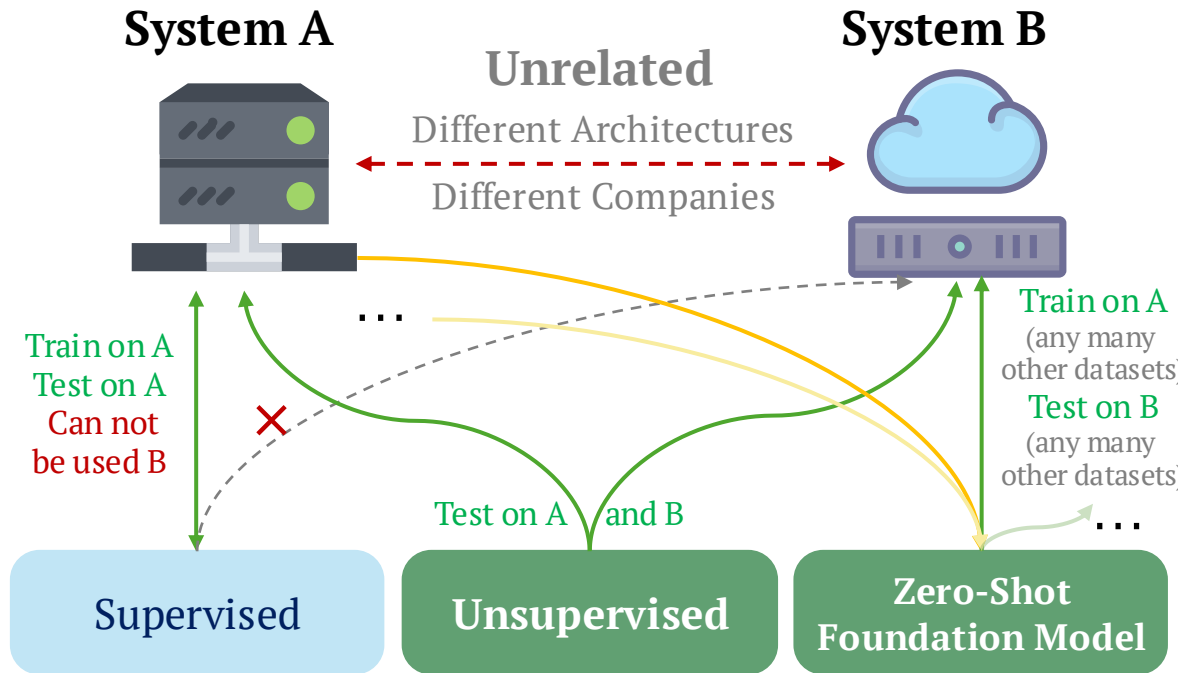 System A
System B
Unrelated
Different Architectures
Different Companies
...
Train on A
Test on A
Can not
be used B
Train on A
(any many
other datasets)
Test on B
(any many
other datasets)
...
Test on A and B
Supervised
Unsupervised
Zero-Shot
Foundation Model